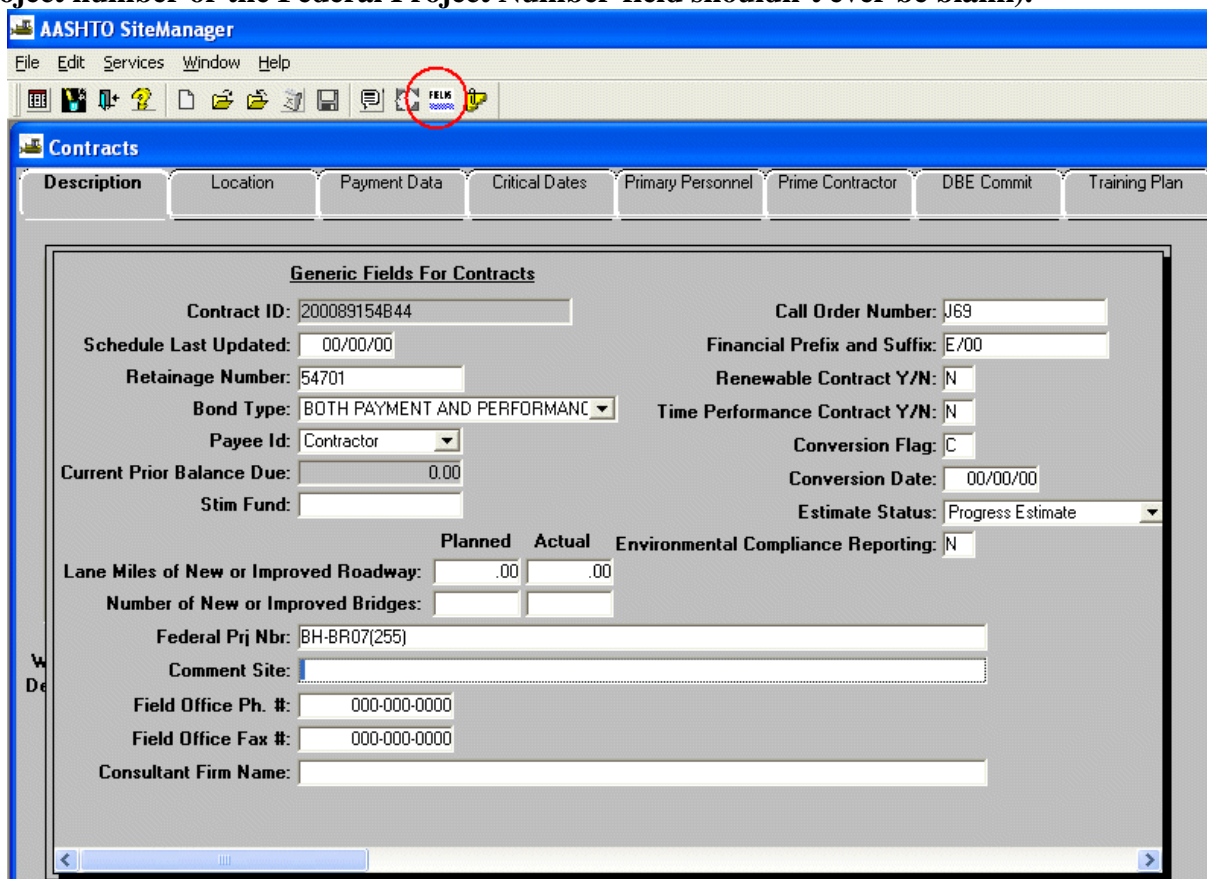 oject number or the Federal Project Number field shouldn't ever be blank).
AASHTO SiteManager
File Edit Services Window Help
Contracts
Description Location Payment Data Critical Dates Primary Personnel Prime Contractor DBE Commit Training Plan
Generic Fields For Contracts
Contract ID: 200089154B44 Call Order Number: J69
Schedule Last Updated: 00/00/00 Financial Prefix and Suffix: E/00
Retainage Number: 54701 Renewable Contract Y/N: N
Bond Type: BOTH PAYMENT AND PERFORMANC Time Performance Contract Y/N: N
Payee Id: Contractor Conversion Flag: C
Current Prior Balance Due: 0.00 Conversion Date: 00/00/00
Stim Fund: Estimate Status: Progress Estimate
Planned Actual Environmental Compliance Reporting: N
Lane Miles of New or Improved Roadway: .00 .00
Number of New or Improved Bridges:
Federal Prj Nbr: BH-BR07(255)
Comment Site:
Field Office Ph. #: 000-000-0000
Field Office Fax #: 000-000-0000
Consultant Firm Name: